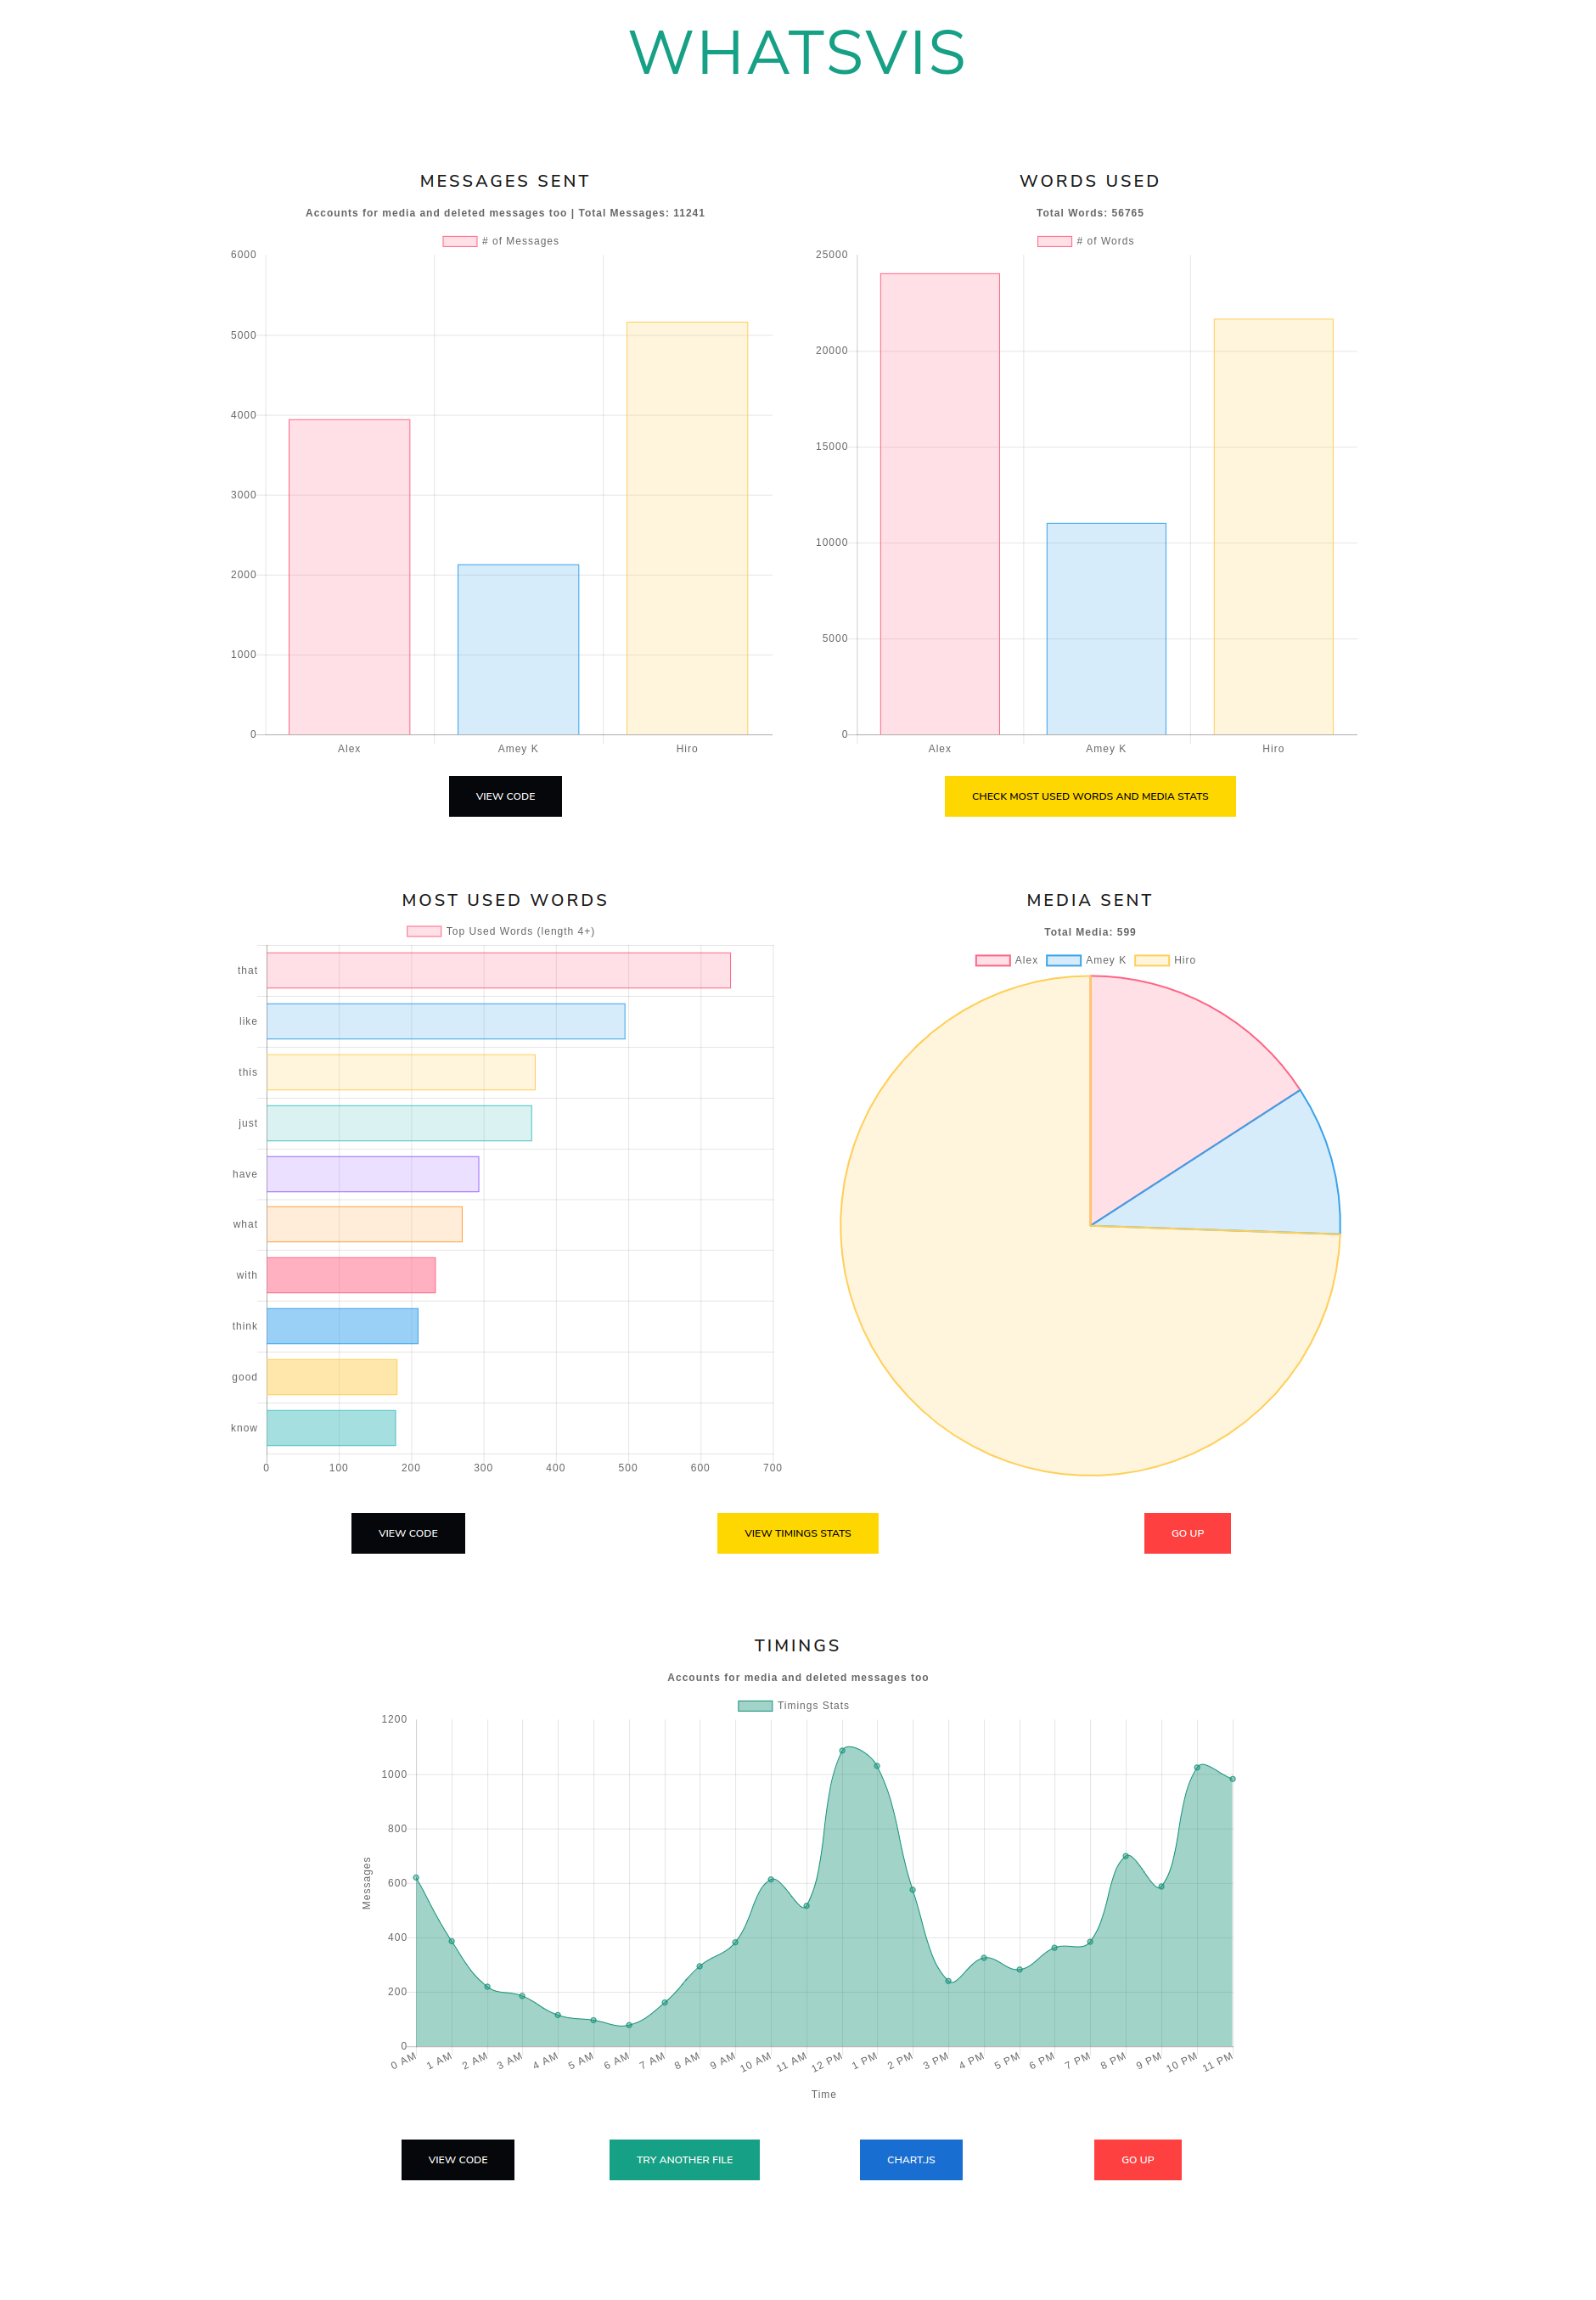 WHATSVIS
MESSAGES SENT
Accounts for media and deleted messages too | Total Messages: 11241
# of Messages
6000
5000
4000
3000
2000
1000
0
Alex Amey K Hiro
VIEW CODE
WORDS USED
Total Words: 56765
# of Words
25000
20000
15000
10000
5000
0
Alex Amey K Hiro
CHECK MOST USED WORDS AND MEDIA STATS
MOST USED WORDS
Top Used Words (length 4+)
that
like
this
just
have
what
with
think
good
know
0 100 200 300 400 500 600 700
MEDIA SENT
Total Media: 599
Alex Amey K Hiro
VIEW CODE
VIEW TIMINGS STATS
GO UP
TIMINGS
Accounts for media and deleted messages too
Timings Stats
1200
1000
800
600
400
200
0
Messages
0 AM 1 AM 2 AM 3 AM 4 AM 5 AM 6 AM 7 AM 8 AM 9 AM 10 AM 11 AM 12 PM 1 PM 2 PM 3 PM 4 PM 5 PM 6 PM 7 PM 8 PM 9 PM 10 PM 11 PM
Time
VIEW CODE
TRY ANOTHER FILE
CHART.JS
GO UP